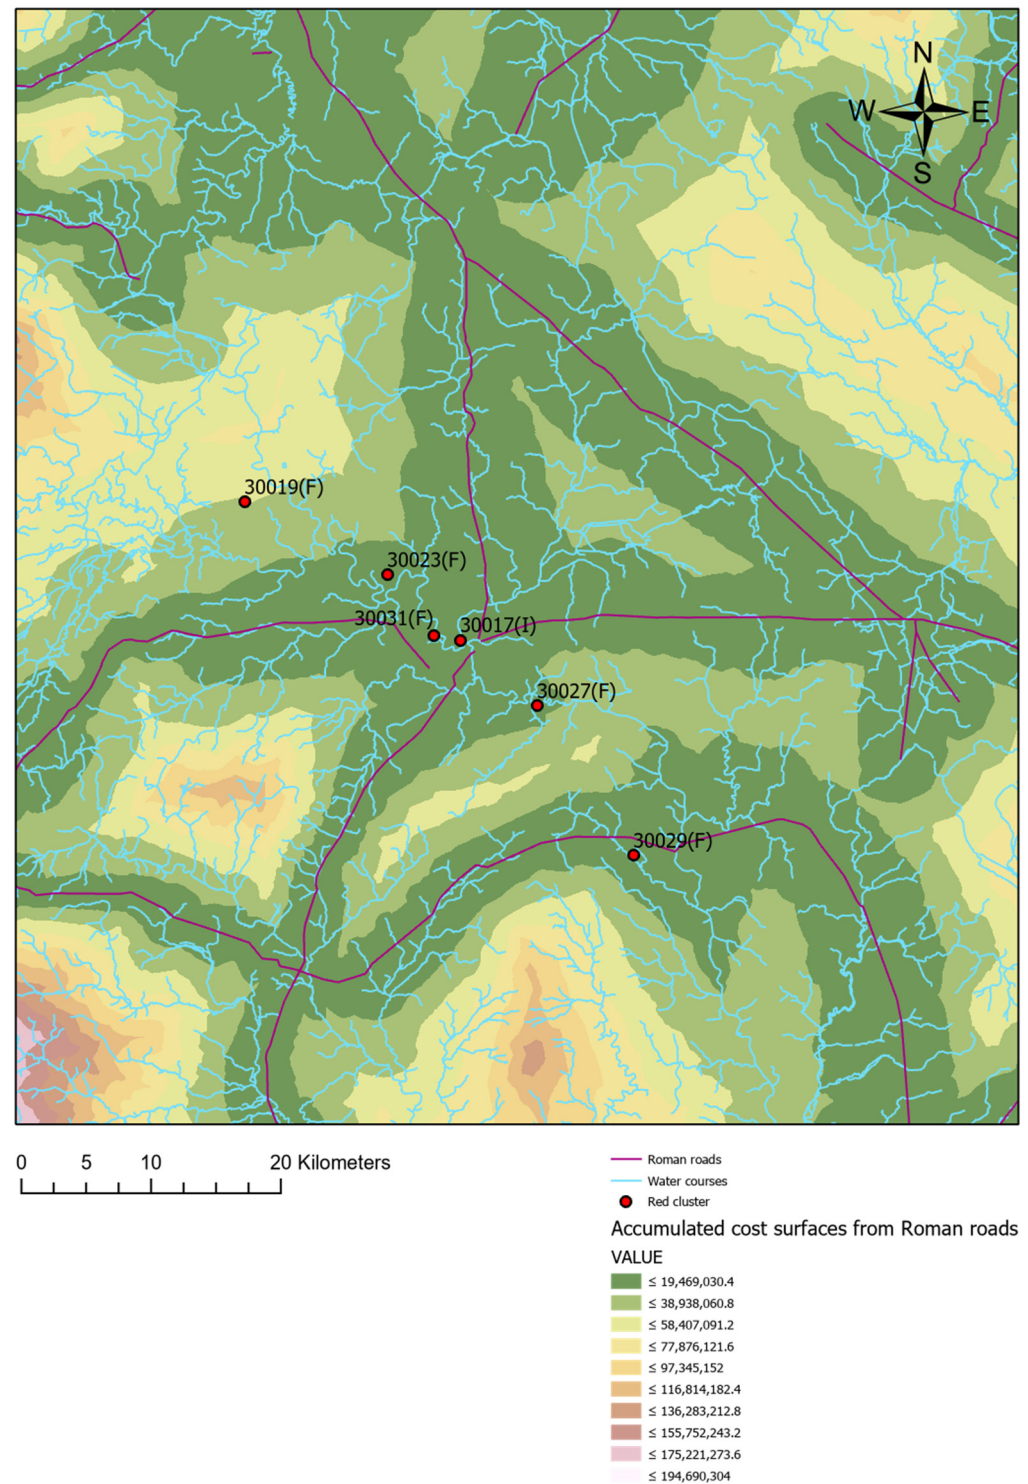 N
W E
S
30019(F)
30023(F)
30031(F) 30017(I)
30027(F)
30029(F)
0 5 10 20 Kilometers
Roman roads
Water courses
Red cluster
Accumulated cost surfaces from Roman roads
VALUE
≤ 19,469,030.4
≤ 38,938,060.8
≤ 58,407,091.2
≤ 77,876,121.6
≤ 97,345,152
≤ 116,814,182.4
≤ 136,283,212.8
≤ 155,752,243.2
≤ 175,221,273.6
≤ 194,690,304